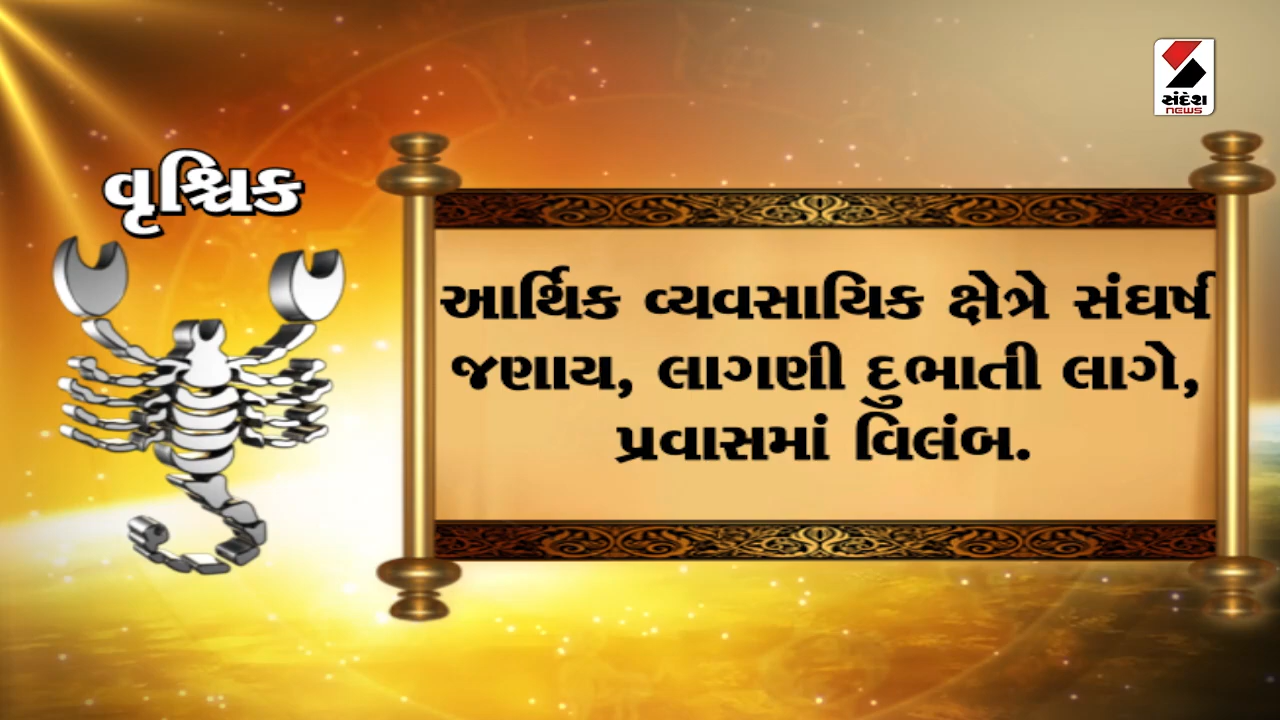 સંદેશ
NEWS
વૃશ્ચિક
આર્થિક વ્યવસાયિક ક્ષેત્રે સંઘર્ષ
જણાય, લાગણી દુભાતી લાગે,
પ્રવાસમાં વિલંબ.